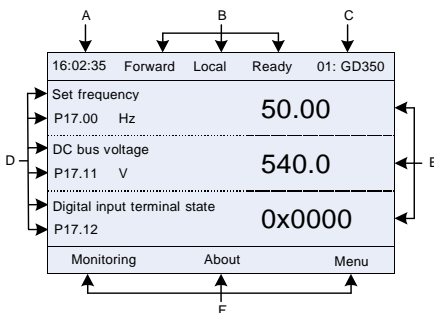 A B C
16:02:35 Forward Local Ready 01: GD350
Set frequency
P17.00 Hz 50.00
DC bus voltage
P17.11 V 540.0
D E
Digital input terminal state
P17.12 0x0000
Monitoring About Menu
F